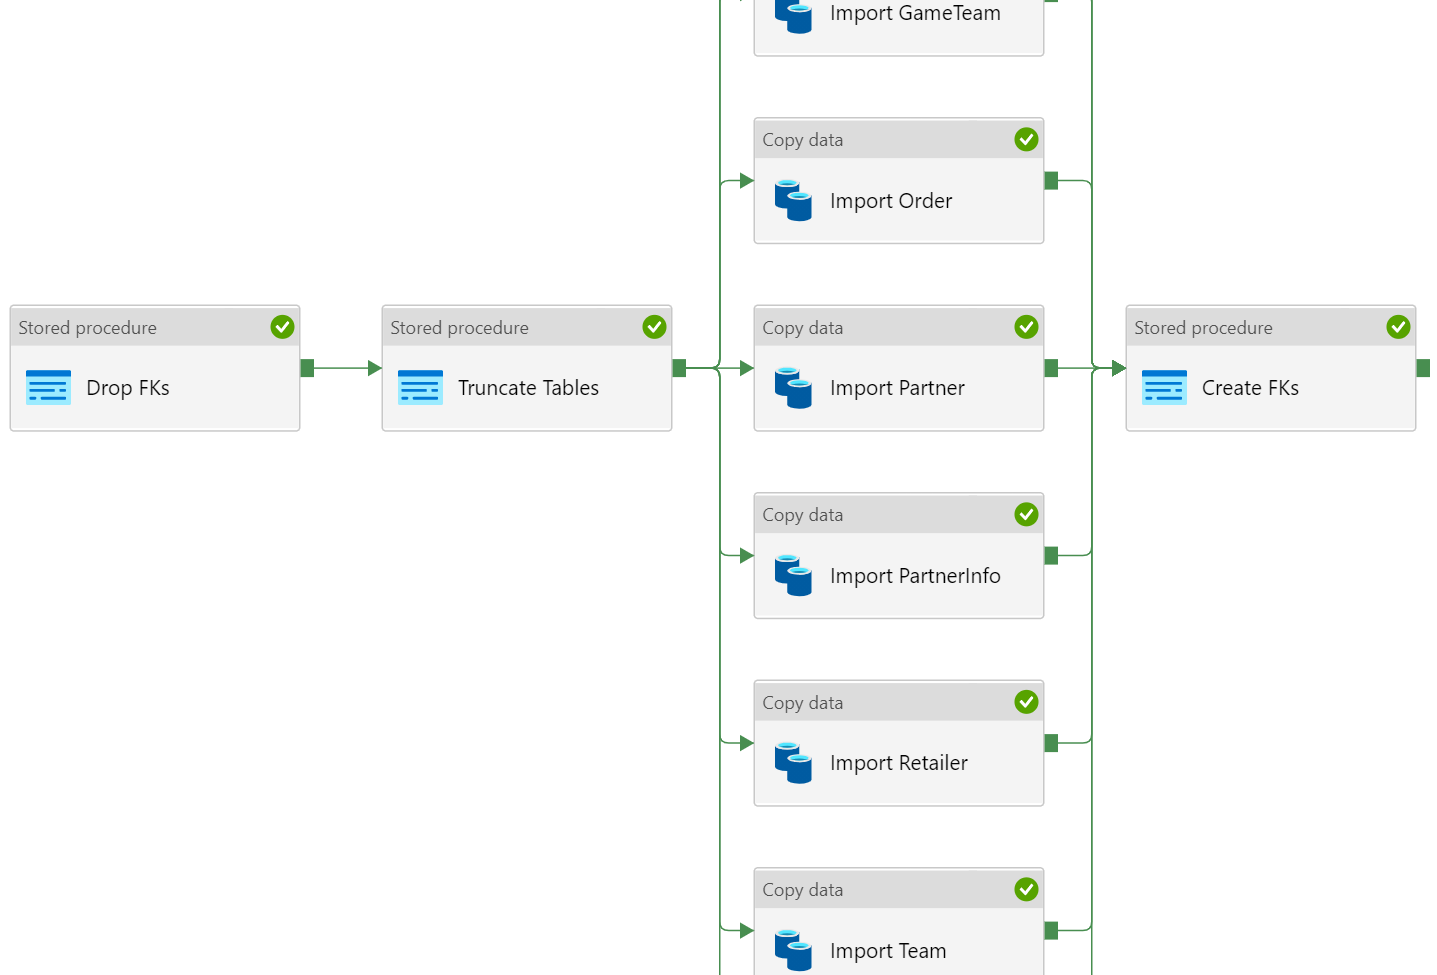 Import GameTeam
Copy data
Import Order
Stored procedure
Drop FKs
Stored procedure
Truncate Tables
Copy data
Import Partner
Stored procedure
Create FKs
Copy data
Import PartnerInfo
Copy data
Import Retailer
Copy data
Import Team